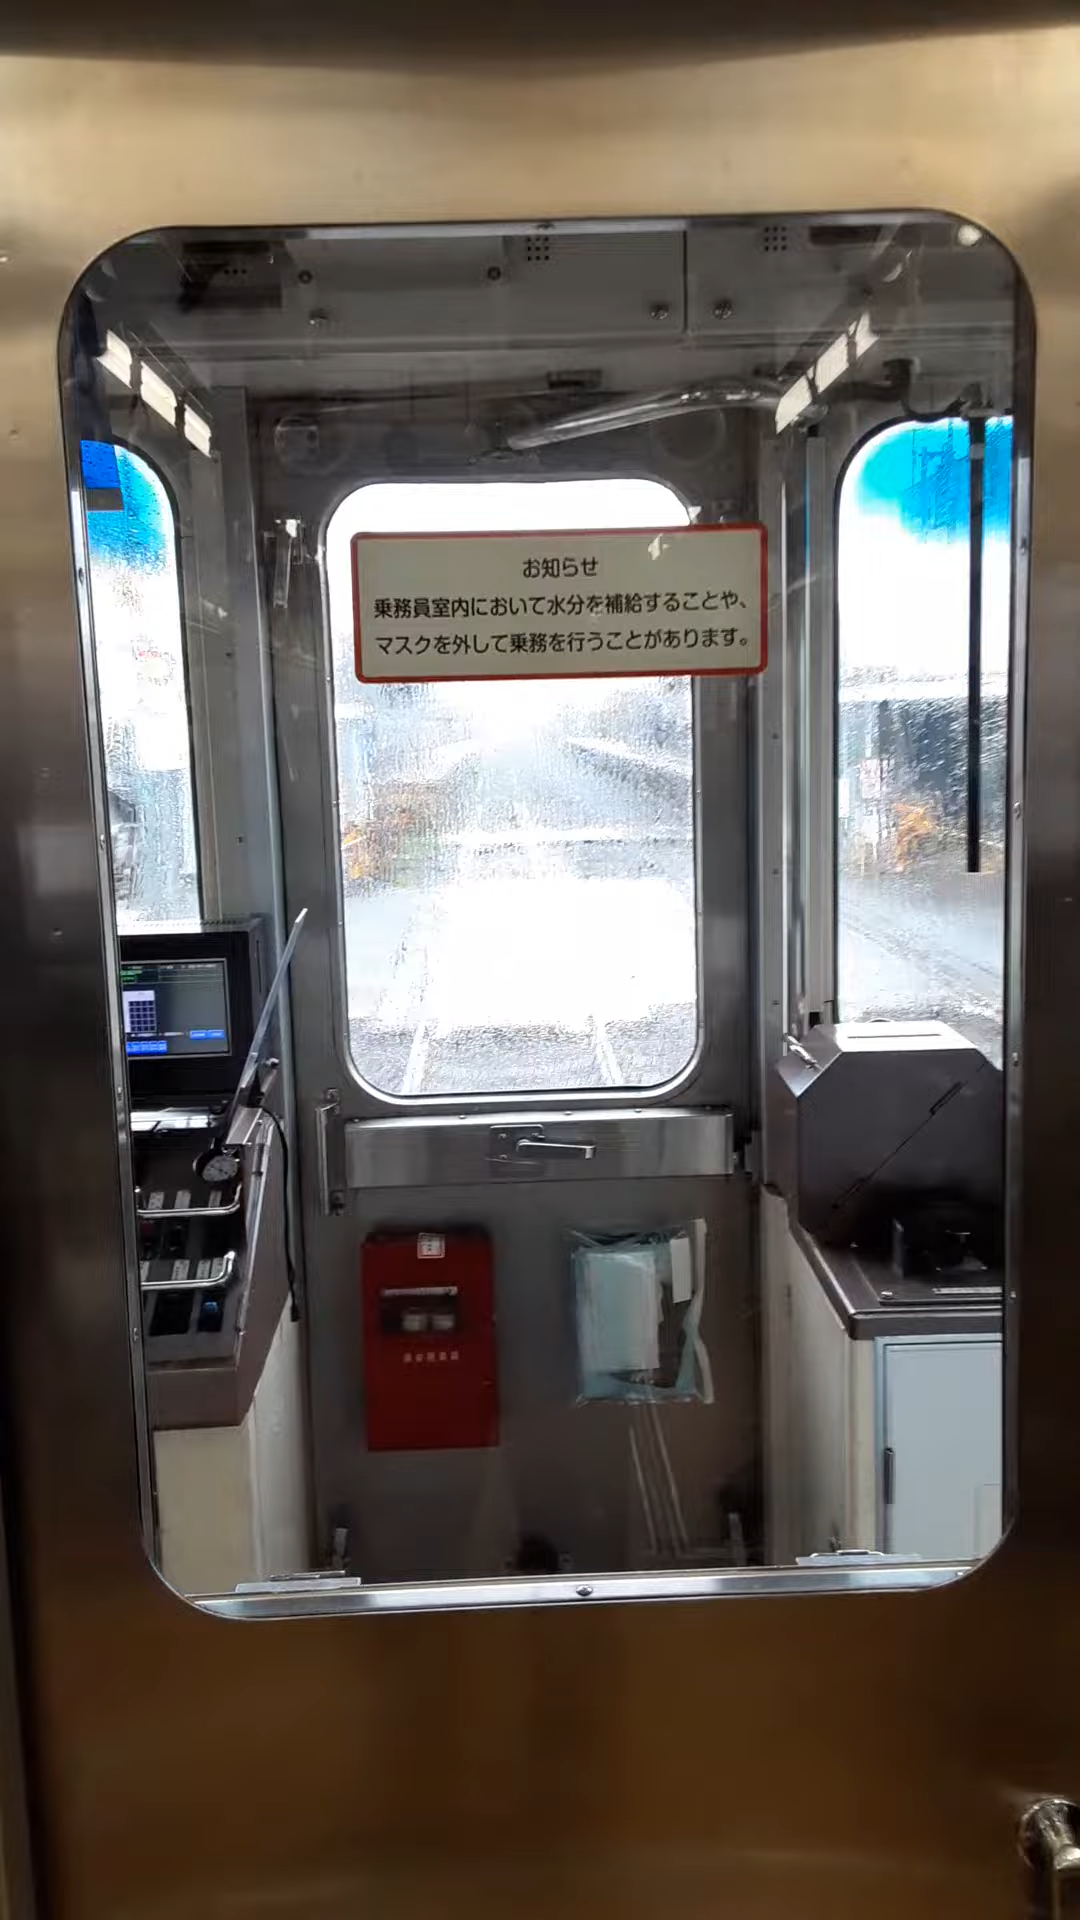 お知らせ
乗務員室内において水分を補給することや、
マスクを外して乗務を行うことがあります。